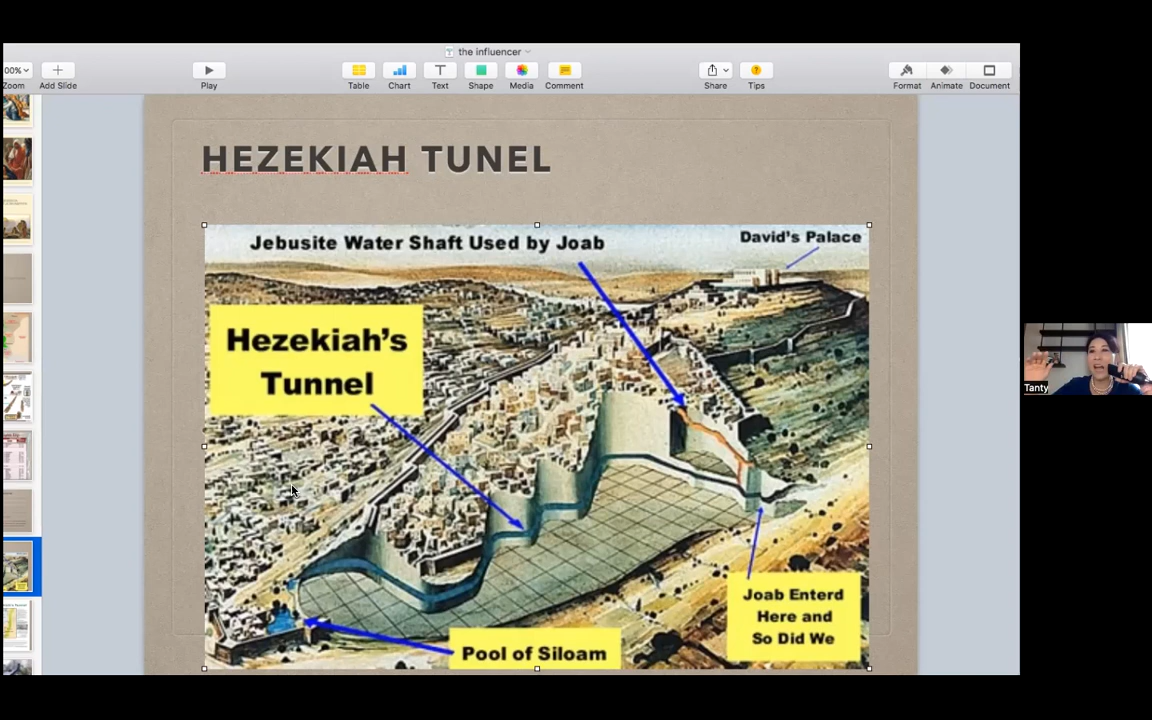 the influencer
00%
Zoom
Add Slide
Play
Table
Chart
Text
Shape
Media
Comment
Share
Tips
Format
Animate
Document
HEZEKIAH TUNEL
Jebusite Water Shaft Used by Joab
David's Palace
Hezekiah's
Tunnel
Joab Enterd
Here and
So Did We
Pool of Siloam
Tanty